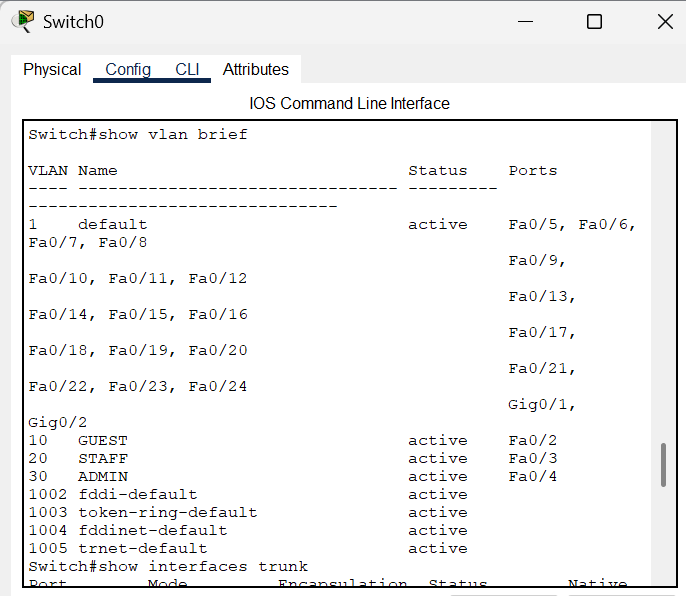 Switch0
Physical Config CLI Attributes
IOS Command Line Interface
Switch#show vlan brief
VLAN Name                             Status    Ports
---- -------------------------------- --------- -------------------------------
1    default                          active    Fa0/5, Fa0/6,
Fa0/7, Fa0/8
                                                Fa0/9,
Fa0/10, Fa0/11, Fa0/12
                                                Fa0/13,
Fa0/14, Fa0/15, Fa0/16
                                                Fa0/17,
Fa0/18, Fa0/19, Fa0/20
                                                Fa0/21,
Fa0/22, Fa0/23, Fa0/24
                                                Gig0/1,
Gig0/2
10   GUEST                            active    Fa0/2
20   STAFF                            active    Fa0/3
30   ADMIN                            active    Fa0/4
1002 fddi-default                     active
1003 token-ring-default               active
1004 fddinet-default                  active
1005 trnet-default                    active
Switch#show interfaces trunk
Port        Mode         Encapsulation  Status        Native